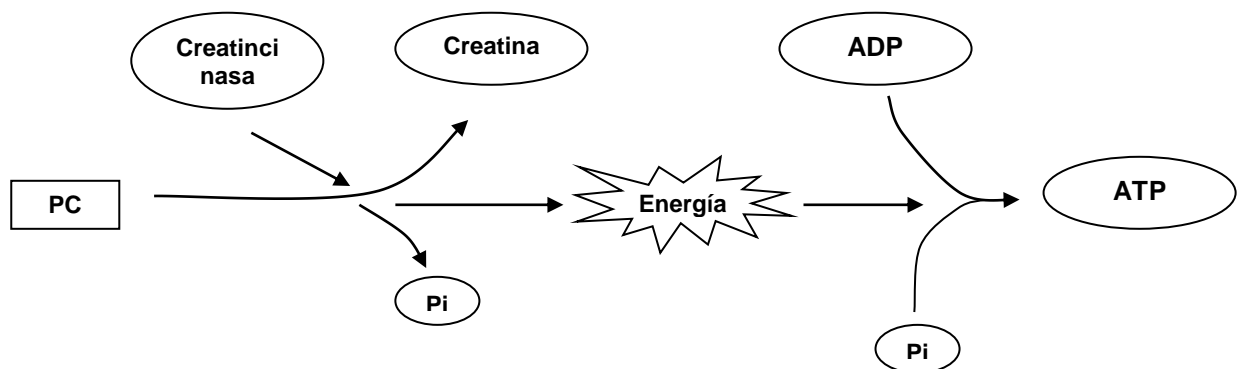 Creatinci
nasa
Creatina
ADP
PC
Energía
ATP
Pi
Pi